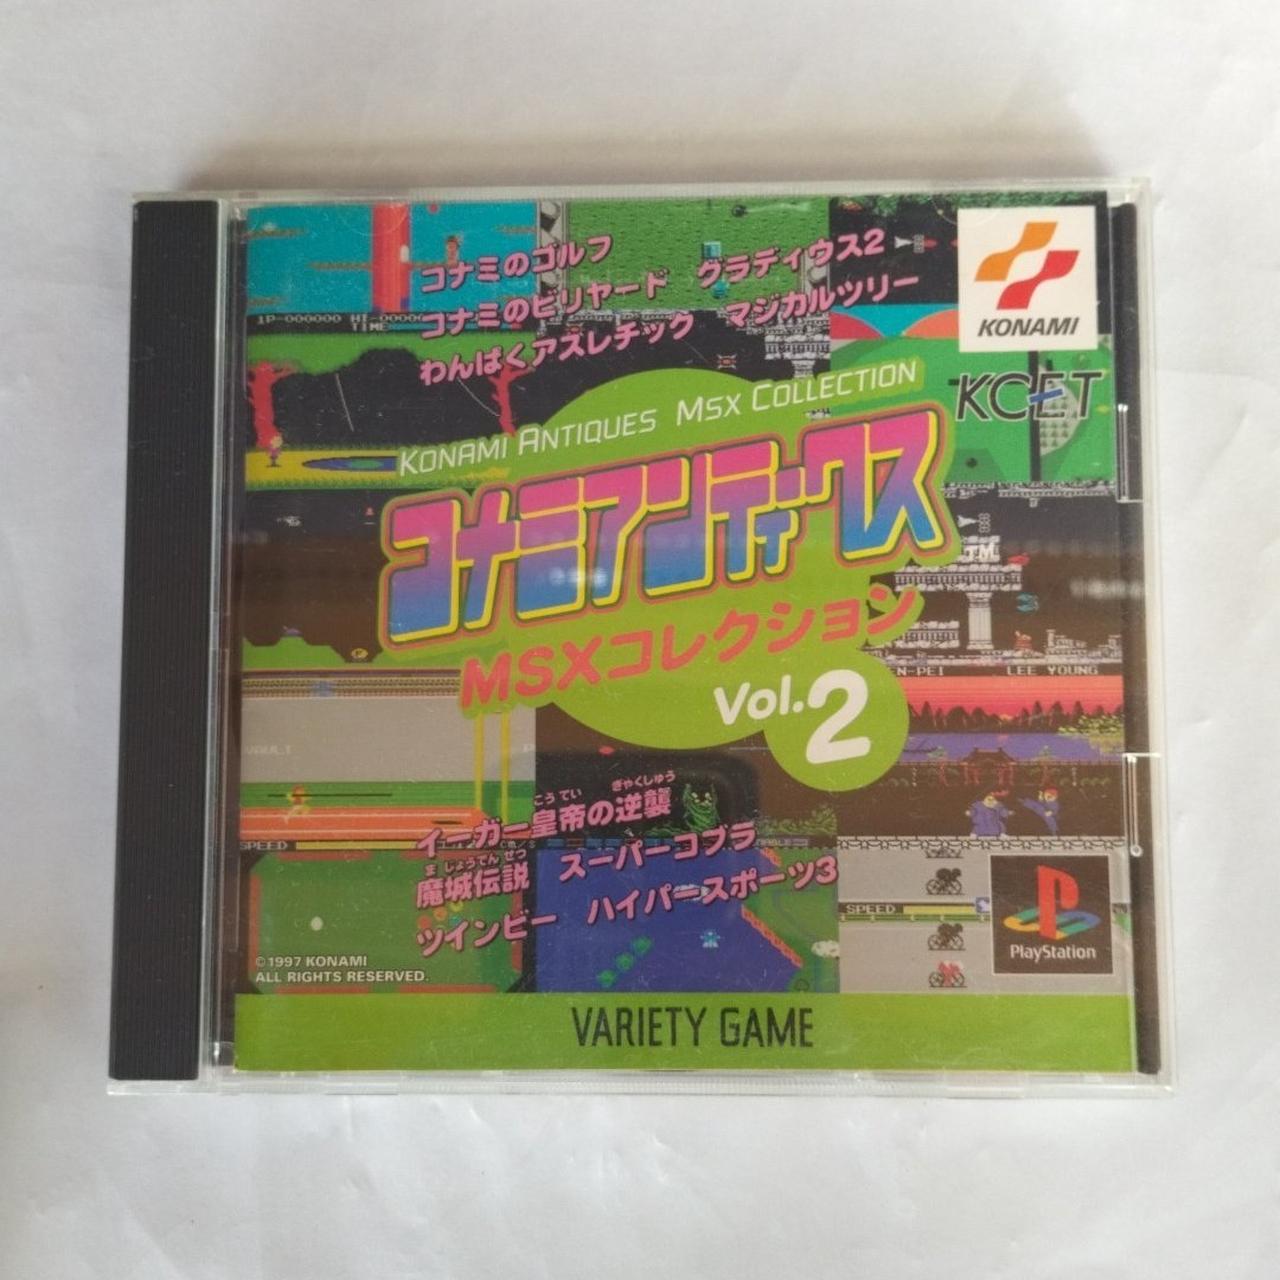 コナミのゴルフ
コナミのビリヤード グラディウス2
わんぱくアスレチック マジカルツリー
KONAMI
KCET
1P-000000 HI-00000
TIME
KONAMI ANTIQUES MSX COLLECTION
コナミアンティークス
TM
MSXコレクション
Vol.2
EN-PEI LEE YOUNG
VAULT
こうてい ぎゃくしゅう
イーガー皇帝の逆襲
ま じょうでんせつ
魔城伝説 スーパーコブラ
ツインビー ハイパースポーツ3
SPEED
SPEED
PlayStation
©1997 KONAMI
ALL RIGHTS RESERVED.
VARIETY GAME